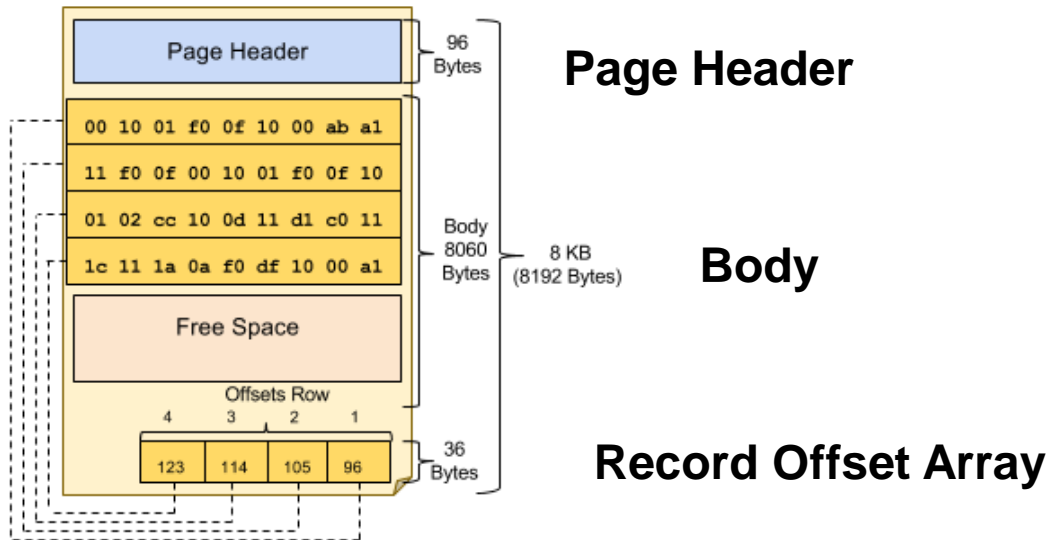 Page Header
96
Bytes
Page Header
00 10 01 f0 0f 10 00 ab a1
11 f0 0f 00 10 01 f0 0f 10
01 02 cc 10 0d 11 d1 c0 11
1c 11 1a 0a f0 df 10 00 a1
Body
8060
Bytes
8 KB
(8192 Bytes)
Body
Free Space
Offsets Row
4 3 2 1
123 114 105 96
36
Bytes
Record Offset Array